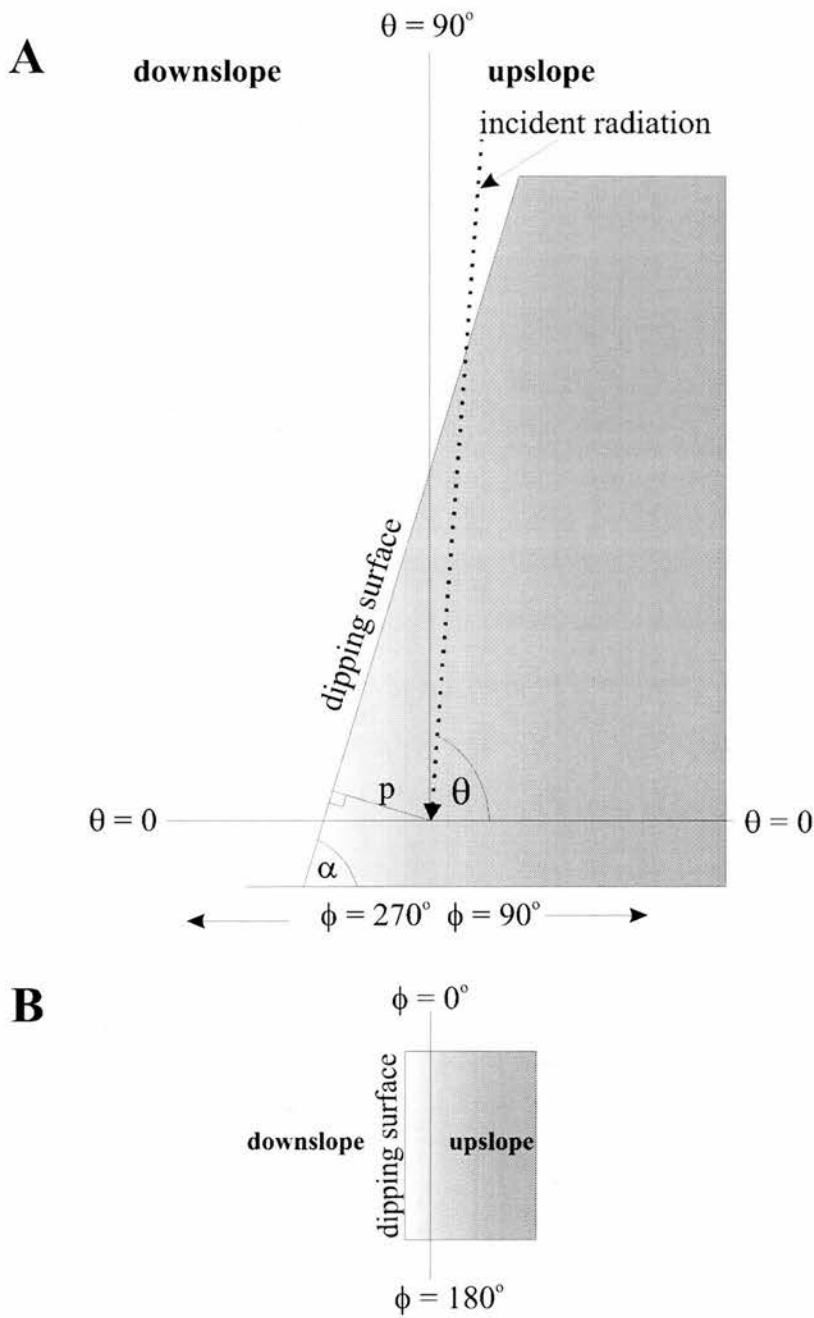 θ = 90°
A
downslope
upslope
incident radiation
dipping surface
p
θ
θ = 0
θ = 0
α
ϕ = 270° ϕ = 90°
B
ϕ = 0°
dipping surface
downslope
upslope
ϕ = 180°